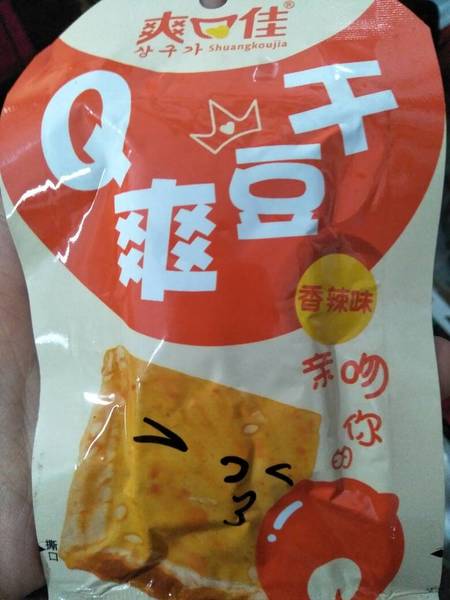 爽口佳®
상구가 Shuangkoujia
Q爽豆干
香辣味
亲吻你的
撕口